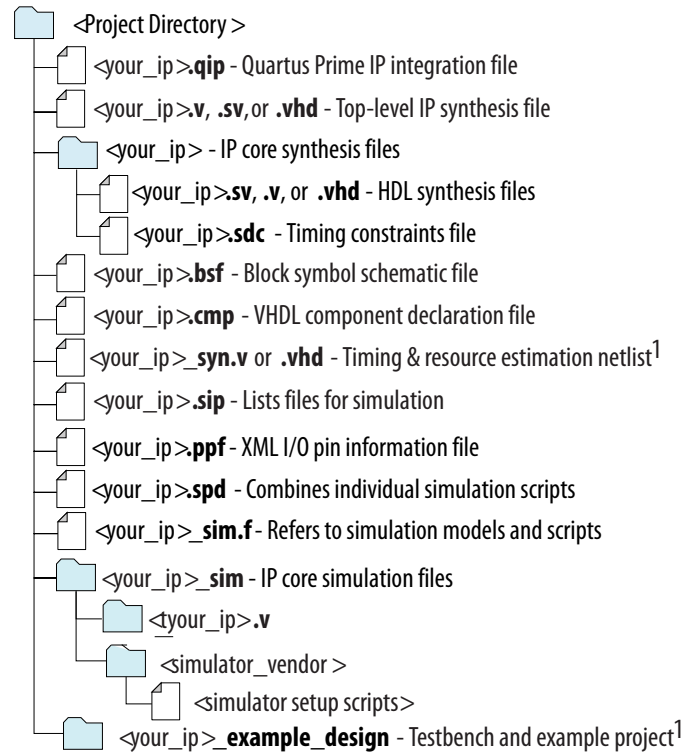 <Project Directory >
<your_ip>.qip - Quartus Prime IP integration file
<your_ip>.v, .sv, or .vhd - Top-level IP synthesis file
<your_ip> - IP core synthesis files
<your_ip>.sv, .v, or .vhd - HDL synthesis files
<your_ip>.sdc - Timing constraints file
<your_ip>.bsf - Block symbol schematic file
<your_ip>.cmp - VHDL component declaration file
<your_ip>_syn.v or .vhd - Timing & resource estimation netlist1
<your_ip>.sip - Lists files for simulation
<your_ip>.ppf - XML I/O pin information file
<your_ip>.spd - Combines individual simulation scripts
<your_ip>_sim.f - Refers to simulation models and scripts
<your_ip>_sim - IP core simulation files
<tyour_ip>.v
<simulator_vendor >
<simulator setup scripts>
<your_ip>_example_design - Testbench and example project1